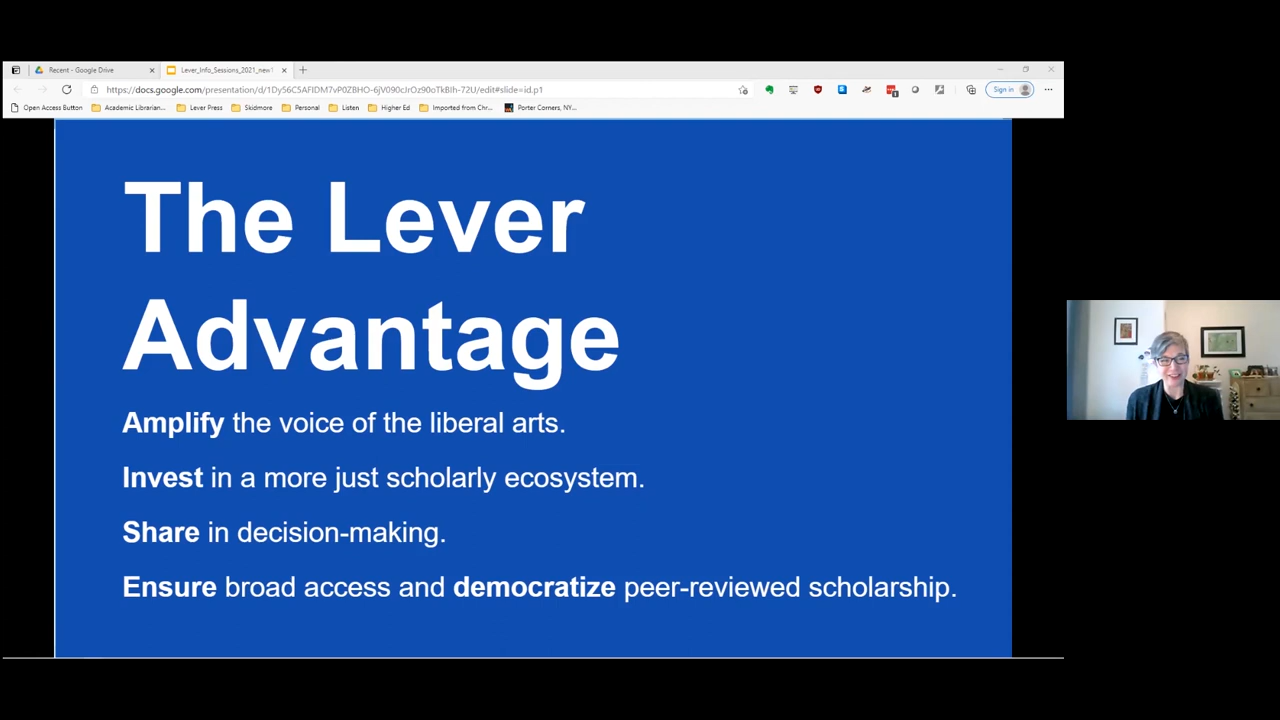 Recent - Google Drive
Lever_Info_Sessions_2021_new
Sign in
Open Access Button
Academic Librarian...
Lever Press
Skidmore
Personal
Listen
Higher Ed
Imported from Chr...
Porter Corners, NY...
The Lever
Advantage
Amplify the voice of the liberal arts.
Invest in a more just scholarly ecosystem.
Share in decision-making.
Ensure broad access and democratize peer-reviewed scholarship.